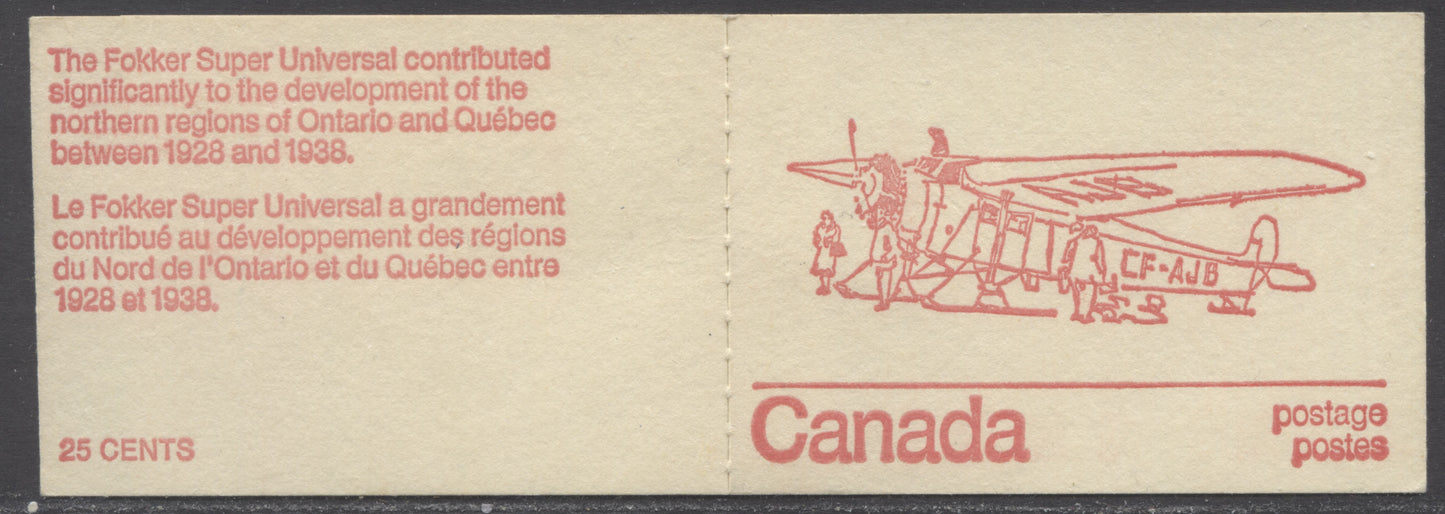 The Fokker Super Universal contributed
significantly to the development of the
northern regions of Ontario and Québec
between 1928 and 1938.
Le Fokker Super Universal a grandement
contribué au développement des régions
du Nord de l'Ontario et du Québec entre
1928 et 1938.
25 CENTS
AJB
CF-AJB
Canada
postage
postes